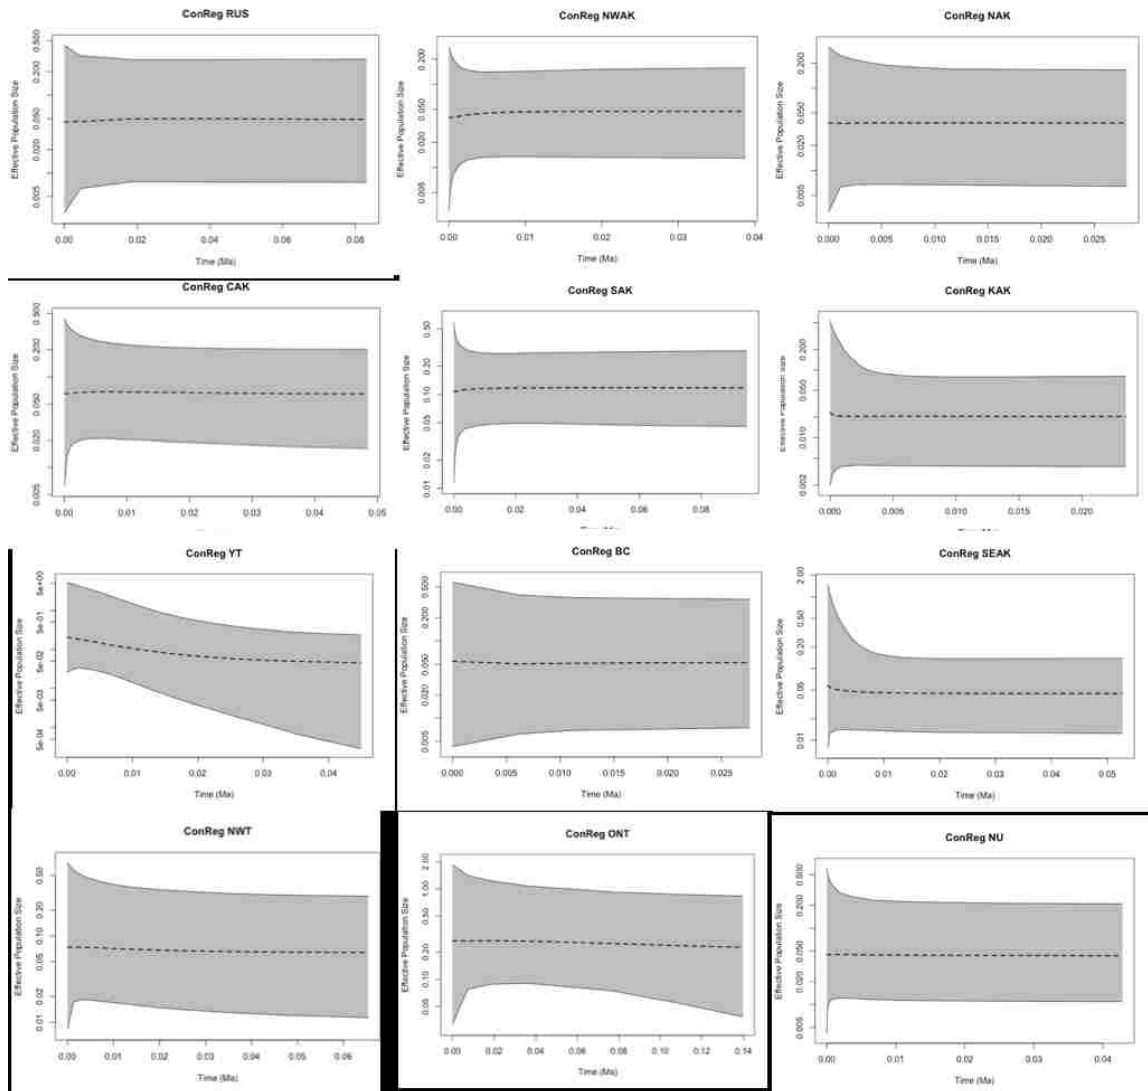 ConReg RUS
Effective Population Size
0.500
0.200
0.050
0.020
0.005
0.00 0.02 0.04 0.06 0.08
Time (Ma)
ConReg NWAK
Effective Population Size
0.200
0.050
0.020
0.005
0.00 0.01 0.02 0.03 0.04
Time (Ma)
ConReg NAK
Effective Population Size
0.200
0.050
0.020
0.005
0.000 0.005 0.010 0.015 0.020 0.025
Time (Ma)
ConReg CAK
Effective Population Size
0.500
0.200
0.050
0.020
0.005
0.00 0.01 0.02 0.03 0.04 0.05
ConReg SAK
Effective Population Size
0.50
0.20
0.10
0.05
0.02
0.01
0.00 0.02 0.04 0.06 0.08
ConReg KAK
Effective Population Size
0.200
0.050
0.010
0.002
0.000 0.005 0.010 0.015 0.020
ConReg YT
Effective Population Size
5e+00
5e-01
5e-02
5e-03
5e-04
0.00 0.01 0.02 0.03 0.04
Time (Ma)
ConReg BC
Effective Population Size
0.500
0.200
0.050
0.020
0.005
0.000 0.005 0.010 0.015 0.020 0.025
Time (Ma)
ConReg SEAK
Effective Population Size
2.00
0.50
0.20
0.05
0.01
0.00 0.01 0.02 0.03 0.04 0.05
Time (Ma)
ConReg NWT
Effective Population Size
0.50
0.20
0.10
0.05
0.02
0.01
0.00 0.01 0.02 0.03 0.04 0.05 0.06
Time (Ma)
ConReg ONT
Effective Population Size
2.00
1.00
0.50
0.20
0.10
0.05
0.00 0.02 0.04 0.06 0.08 0.10 0.12 0.14
Time (Ma)
ConReg NU
Effective Population Size
0.500
0.200
0.050
0.020
0.005
0.00 0.01 0.02 0.03 0.04
Time (Ma)